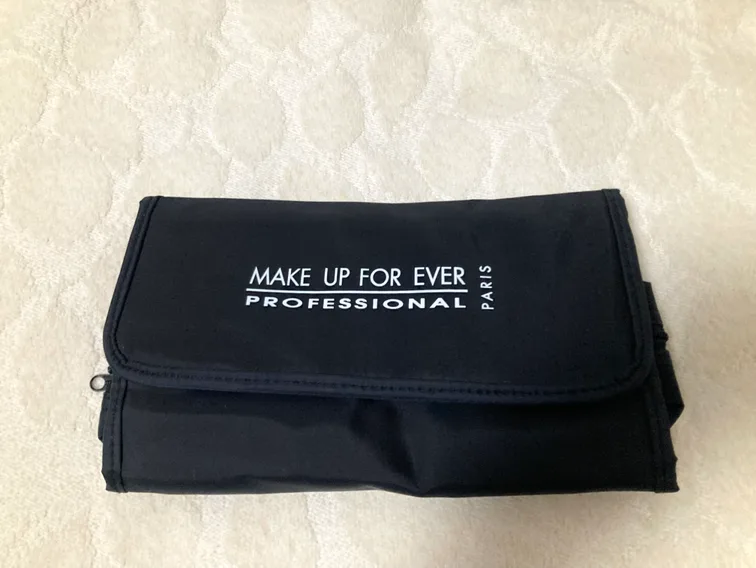 MAKE UP FOR EVER
PROFESSIONAL
PARIS